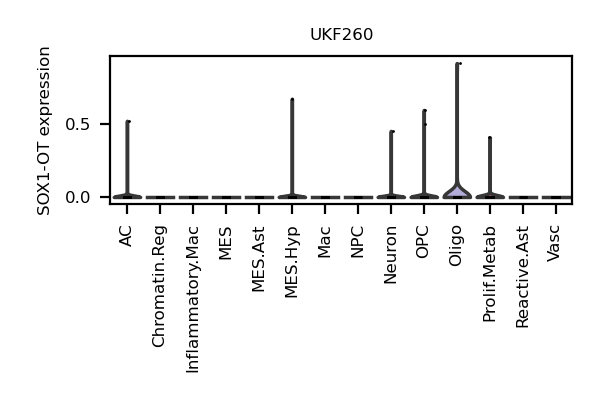 UKF260
SOX1-OT expression
0.5
0.0
AC
Chromatin.Reg
Inflammatory.Mac
MES
MES.Ast
MES.Hyp
Mac
NPC
Neuron
OPC
Oligo
Prolif.Metab
Reactive.Ast
Vasc